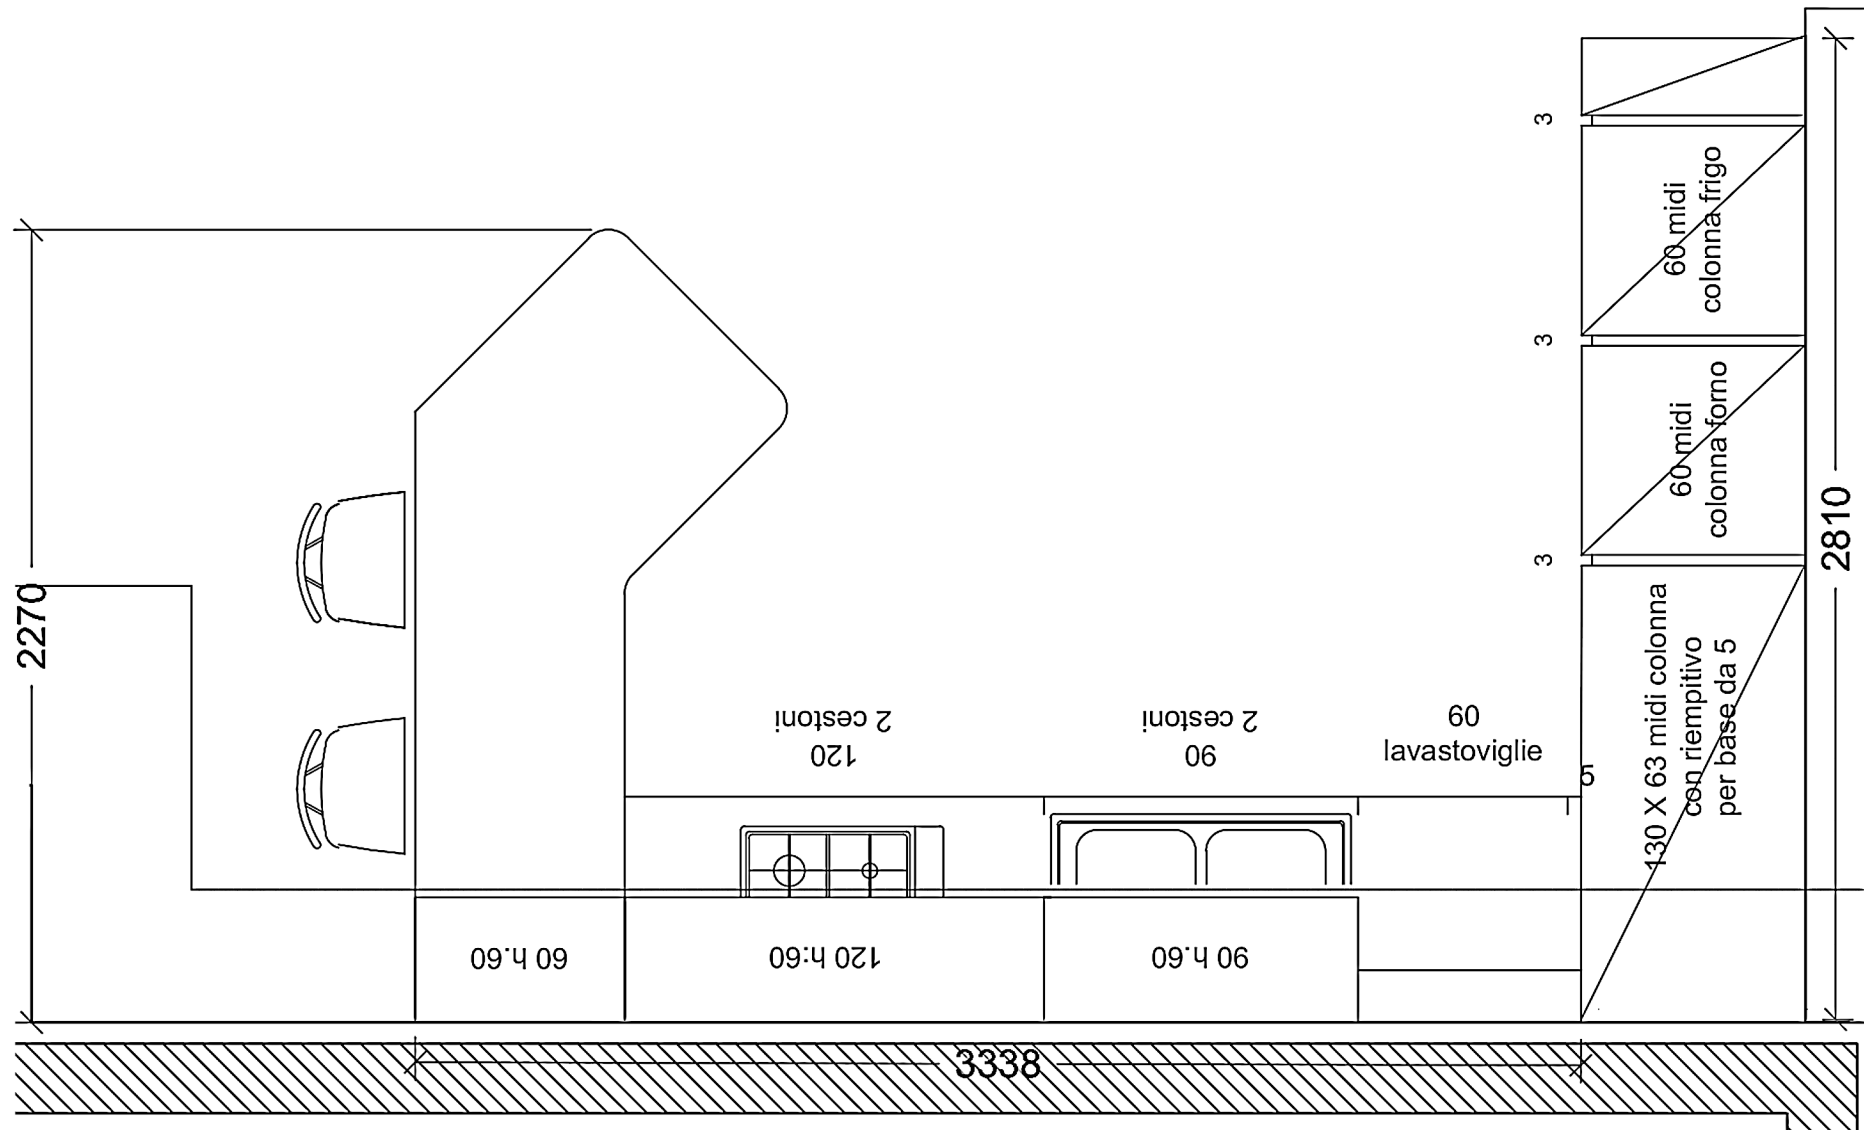 3
60 midi
colonna frigo
3
60 midi
colonna forno
3
2810
2270
130 X 63 midi colonna
con riempitivo
per base da 5
120
2 cestoni
90
2 cestoni
60
lavastoviglie
5
60 h.60
120 h:60
90 h.60
3338